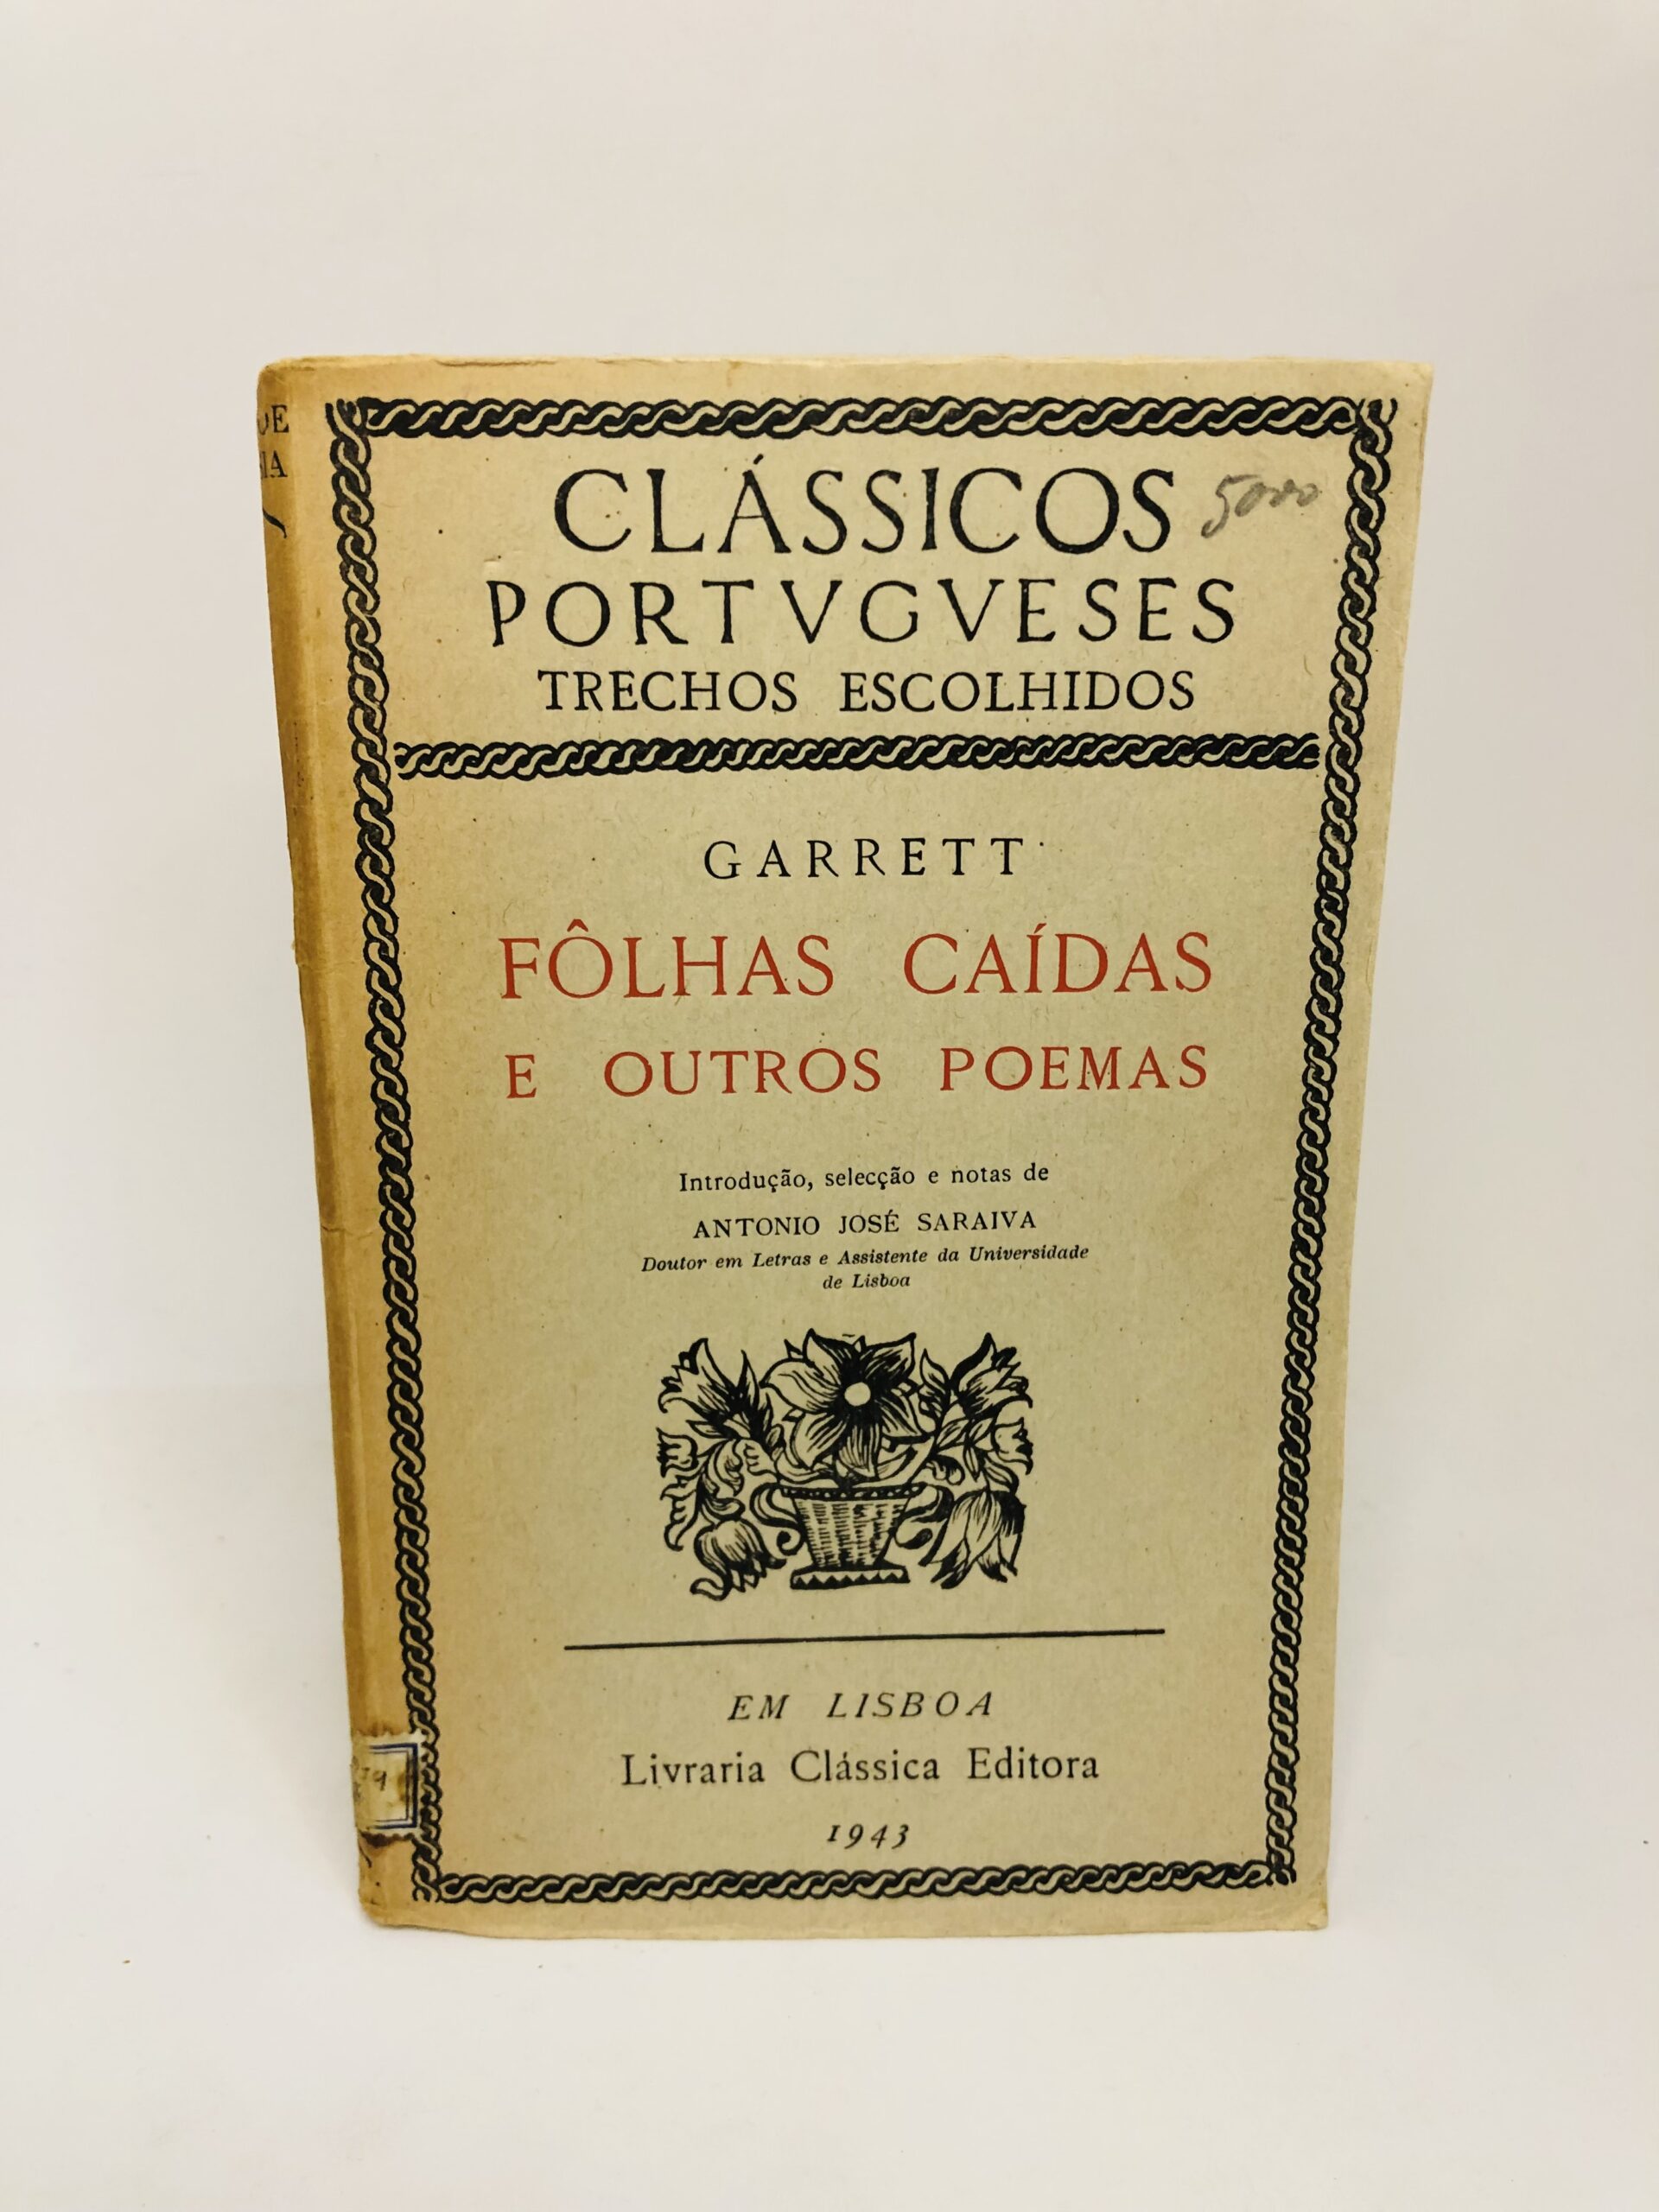 CLÁSSICOS
PORTVGVESES
TRECHOS ESCOLHIDOS
GARRETT
FÔLHAS CAÍDAS
E OUTROS POEMAS
Introdução, selecção e notas de
ANTONIO JOSÉ SARAIVA
Doutor em Letras e Assistente da Universidade
de Lisboa
EM LISBOA
Livraria Clássica Editora
1943